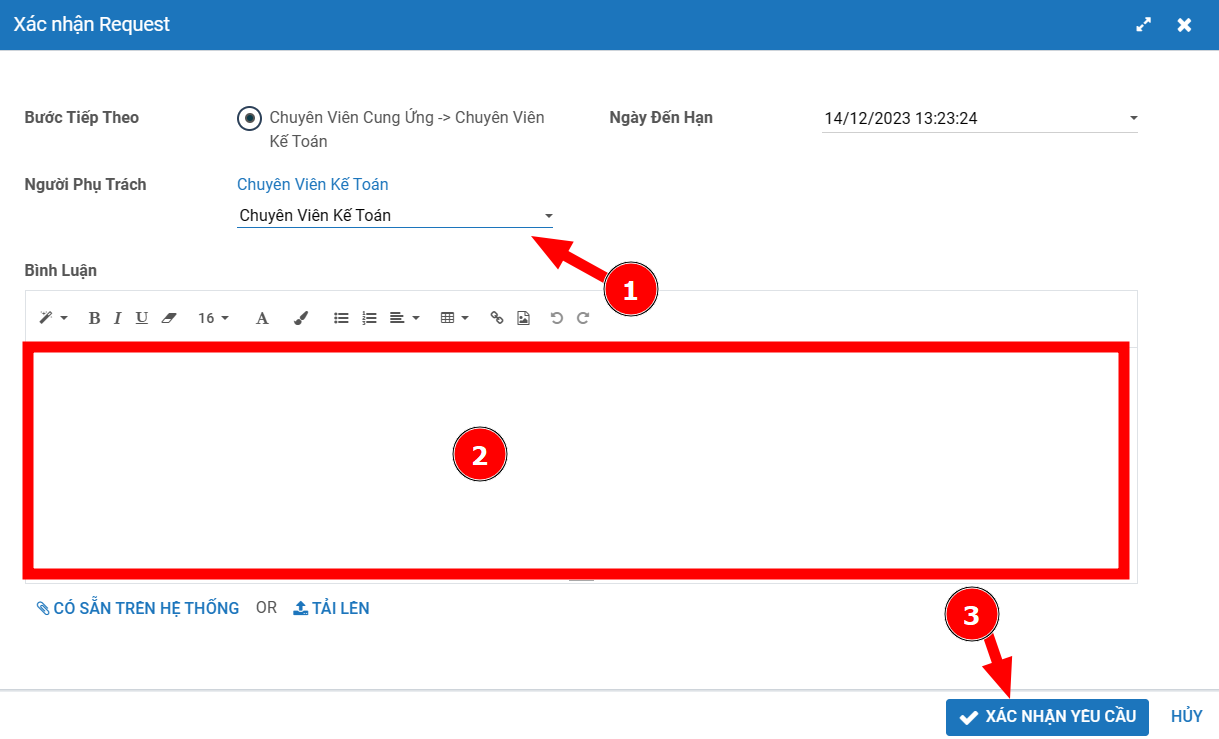 Xác nhận Request
Bước Tiếp Theo
Chuyên Viên Cung Ứng -> Chuyên Viên
Kế Toán
Ngày Đến Hạn
14/12/2023 13:23:24
Người Phụ Trách
Chuyên Viên Kế Toán
Chuyên Viên Kế Toán
1
Bình Luận
B I U 16 A
2
CÓ SẴN TRÊN HỆ THỐNG OR TẢI LÊN
3
XÁC NHẬN YÊU CẦU HỦY